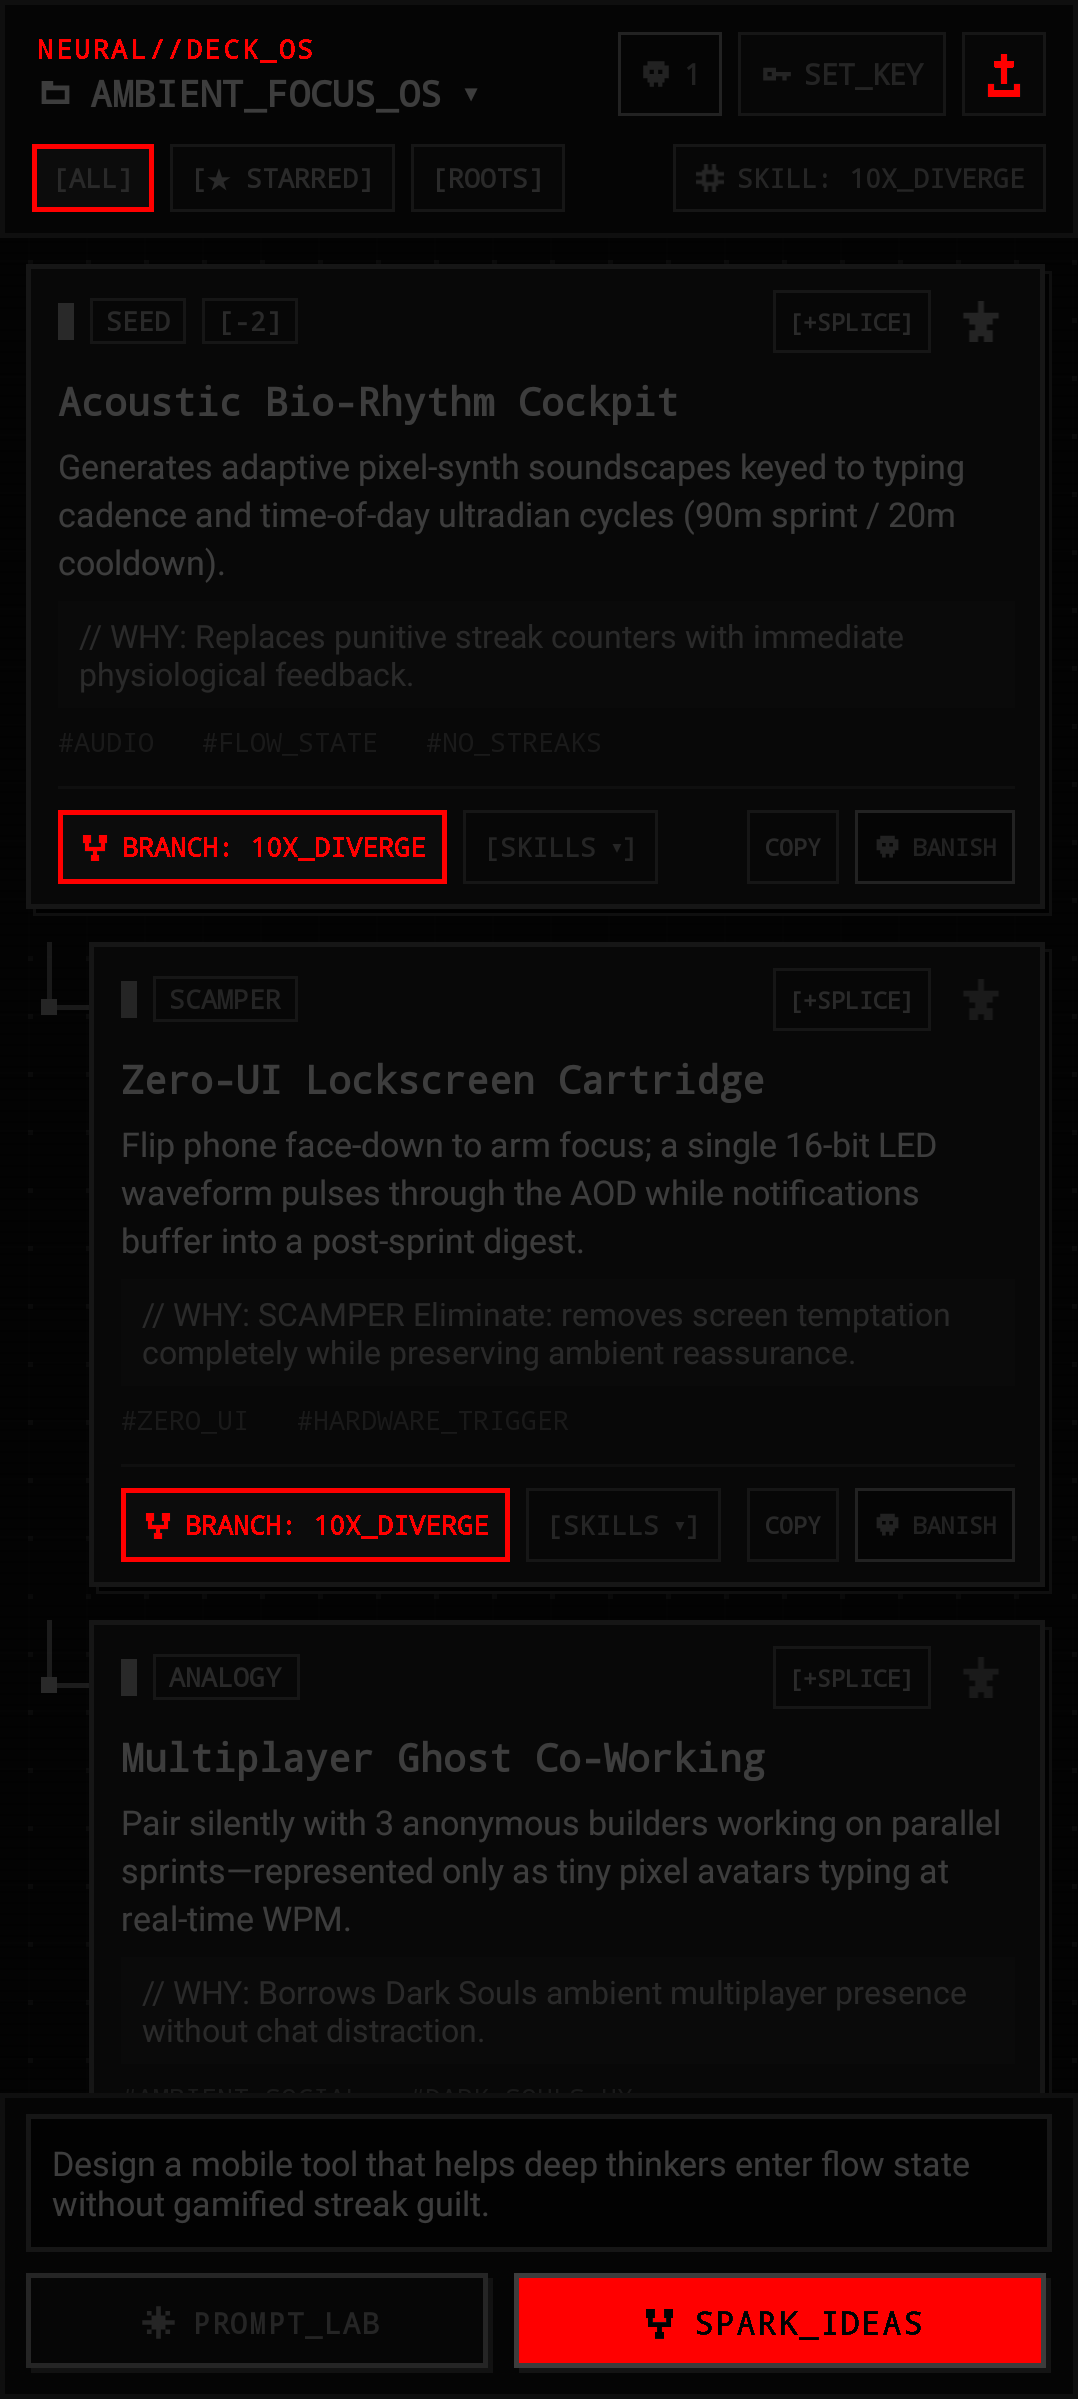 NEURAL//DECK_OS
AMBIENT_FOCUS_OS ▼
1
SET_KEY
[ALL]
[★ STARRED]
[ROOTS]
SKILL: 10X_DIVERGE
SEED
[-2]
[+SPLICE]
Acoustic Bio-Rhythm Cockpit
Generates adaptive pixel-synth soundscapes keyed to typing
cadence and time-of-day ultradian cycles (90m sprint / 20m
cooldown).
// WHY: Replaces punitive streak counters with immediate
physiological feedback.
#AUDIO #FLOW_STATE #NO_STREAKS
BRANCH: 10X_DIVERGE
[SKILLS ▾]
COPY
BANISH
SCAMPER
[+SPLICE]
Zero-UI Lockscreen Cartridge
Flip phone face-down to arm focus; a single 16-bit LED
waveform pulses through the AOD while notifications
buffer into a post-sprint digest.
// WHY: SCAMPER Eliminate: removes screen temptation
completely while preserving ambient reassurance.
#ZERO_UI #HARDWARE_TRIGGER
BRANCH: 10X_DIVERGE
[SKILLS ▾]
COPY
BANISH
ANALOGY
[+SPLICE]
Multiplayer Ghost Co-Working
Pair silently with 3 anonymous builders working on parallel
sprints—represented only as tiny pixel avatars typing at
real-time WPM.
// WHY: Borrows Dark Souls ambient multiplayer presence
without chat distraction.
Design a mobile tool that helps deep thinkers enter flow state
without gamified streak guilt.
PROMPT_LAB
SPARK_IDEAS